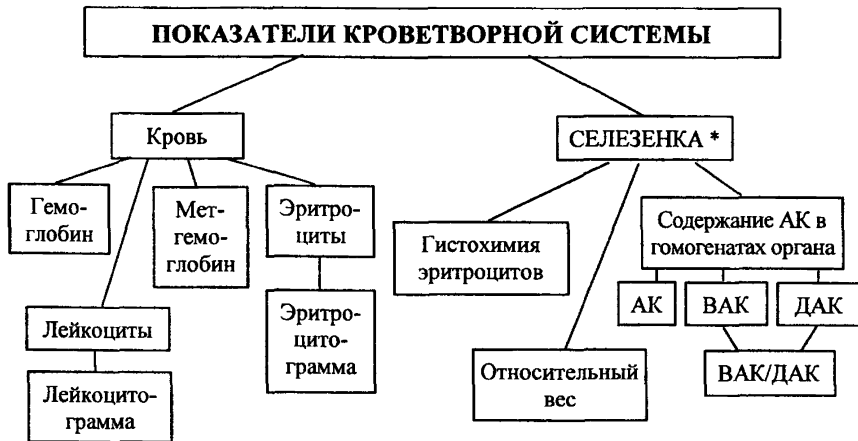 ПОКАЗАТЕЛИ КРОВЕТВОРНОЙ СИСТЕМЫ
Кровь
СЕЛЕЗЕНКА *
Гемо-
глобин
Мет-
гемо-
глобин
Эритро-
циты
Гистохимия
эритроцитов
Содержание АК в
гомогенатах органа
АК
ВАК
ДАК
Лейкоциты
Эритро-
цито-
грамма
Относительный
вес
ВАК/ДАК
Лейкоцито-
грамма